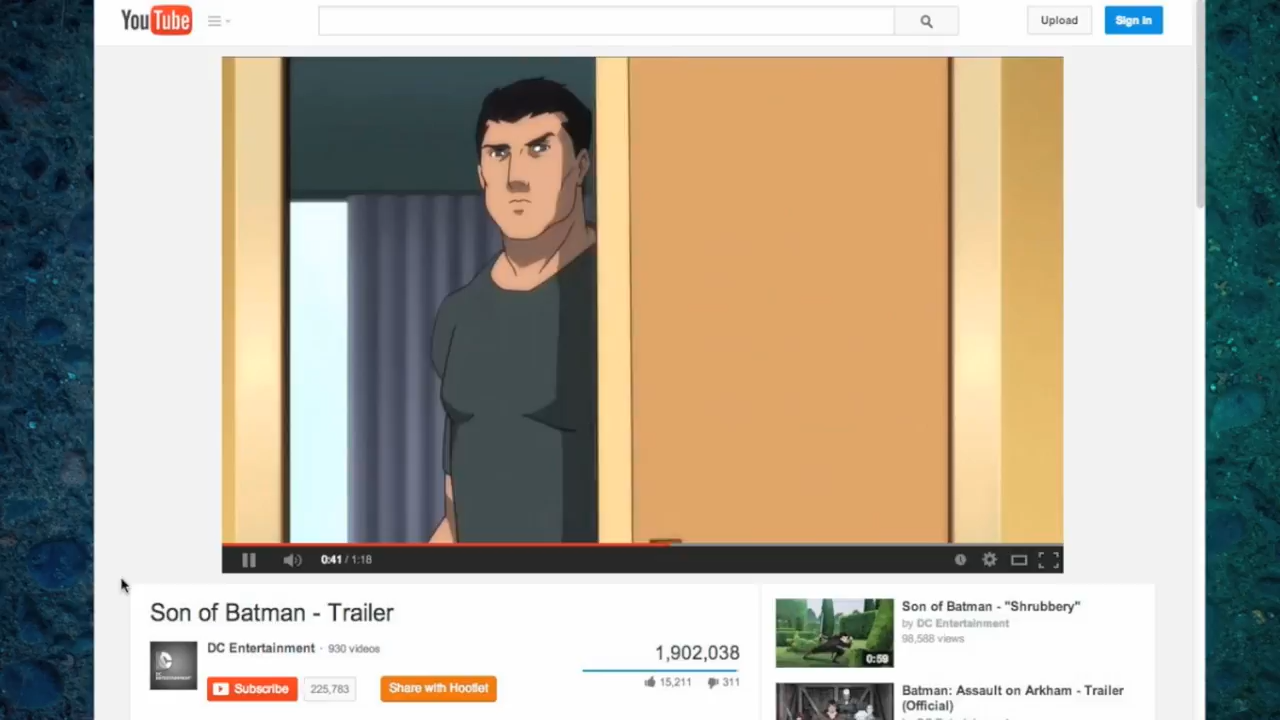 YouTube
Upload
Sign in
0:41 / 1:18
Son of Batman - Trailer
DC Entertainment · 930 videos
Subscribe
225,783
Share with Hootlet
1,902,038
15,211
311
0:59
Son of Batman - "Shrubbery"
by DC Entertainment
98,588 views
Batman: Assault on Arkham - Trailer
(Official)